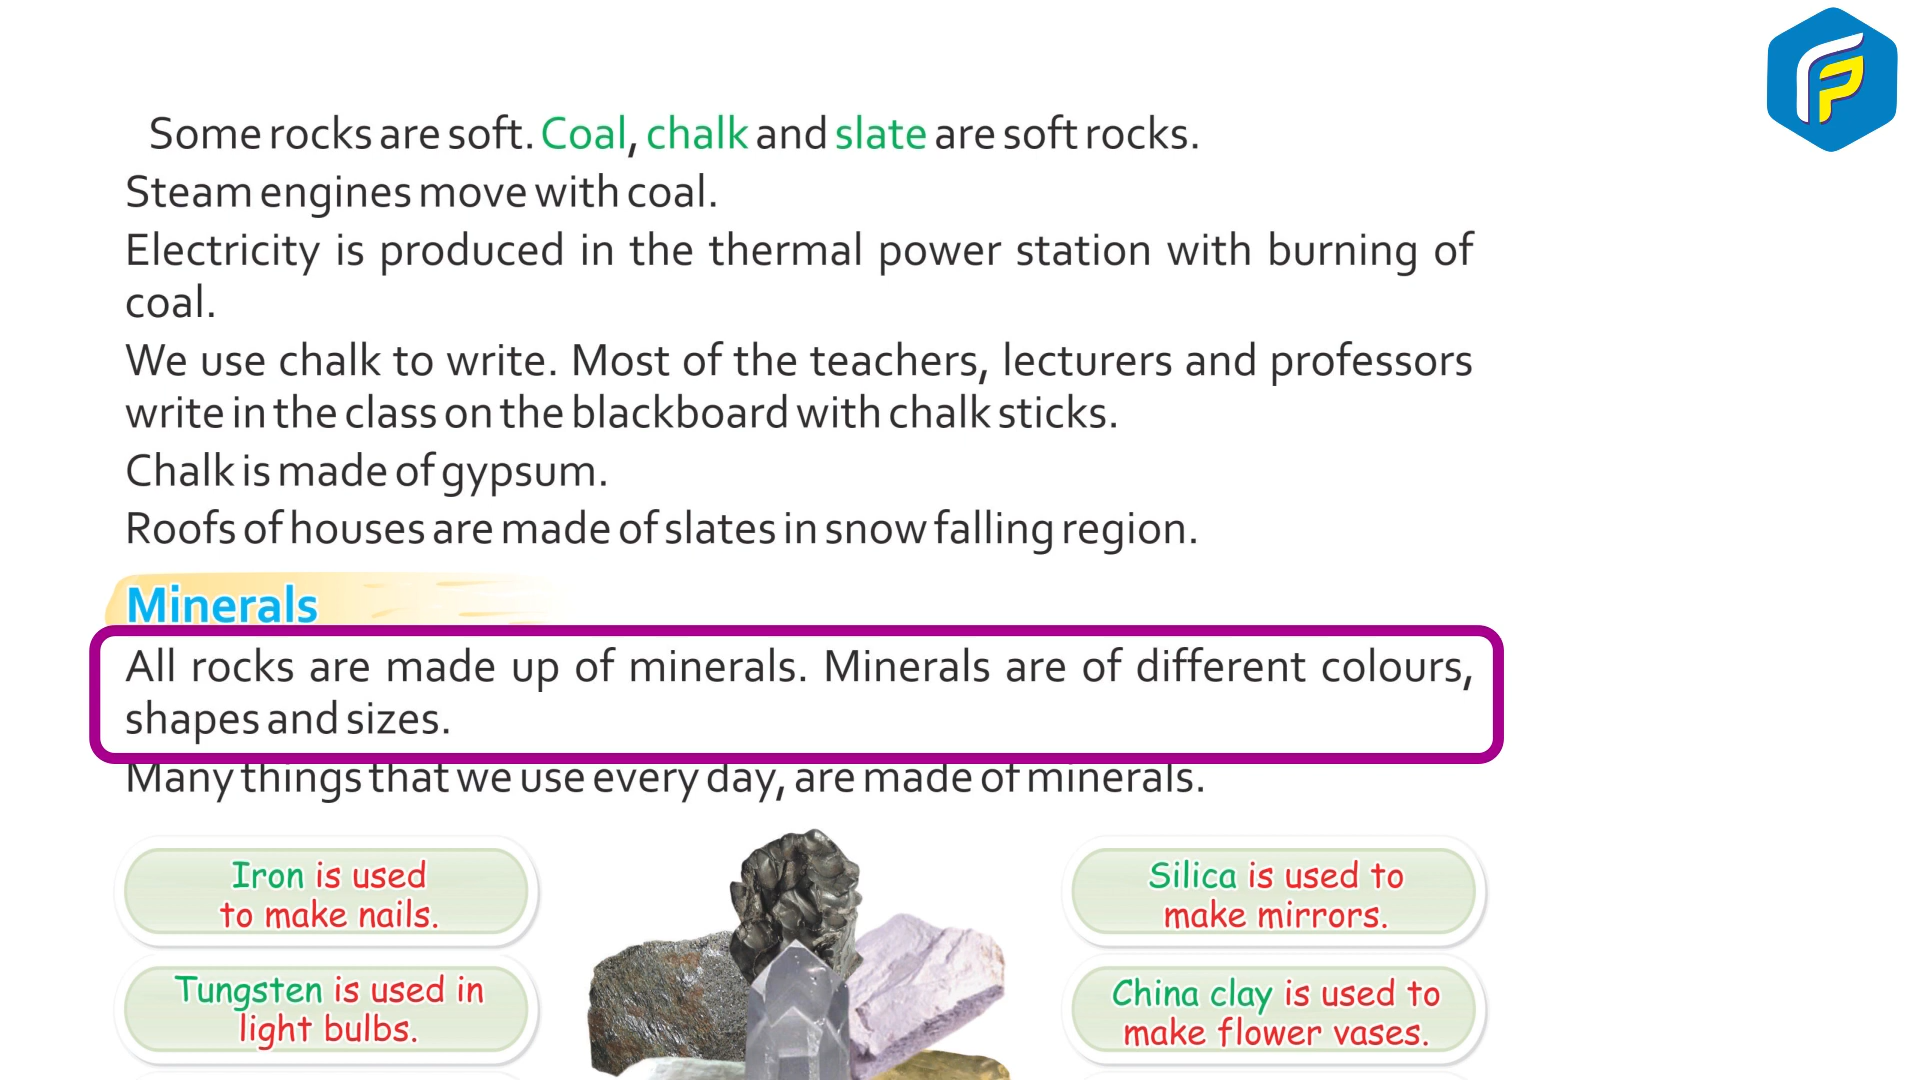 Some rocks are soft. Coal, chalk and slate are soft rocks.
Steam engines move with coal.
Electricity is produced in the thermal power station with burning of
coal.
We use chalk to write. Most of the teachers, lecturers and professors
write in the class on the blackboard with chalk sticks.
Chalk is made of gypsum.
Roofs of houses are made of slates in snow falling region.
Minerals
All rocks are made up of minerals. Minerals are of different colours,
shapes and sizes.
Many things that we use every day, are made of minerals.
Iron is used
to make nails.
Tungsten is used in
light bulbs.
Silica is used to
make mirrors.
China clay is used to
make flower vases.